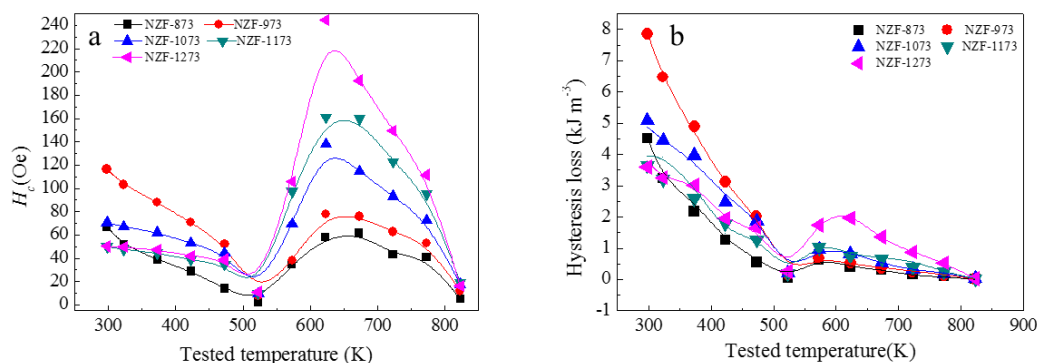 a
NZF-873 NZF-973
NZF-1073 NZF-1173
NZF-1273
240
220
200
180
160
140
120
100
80
60
40
20
0
Hc(Oe)
300 400 500 600 700 800
Tested temperature (K)
b
NZF-873 NZF-973
NZF-1073 NZF-1173
NZF-1273
8
7
6
5
4
3
2
1
0
-1
Hysteresis loss (kJ m-3)
300 400 500 600 700 800 900
Tested temperature(K)